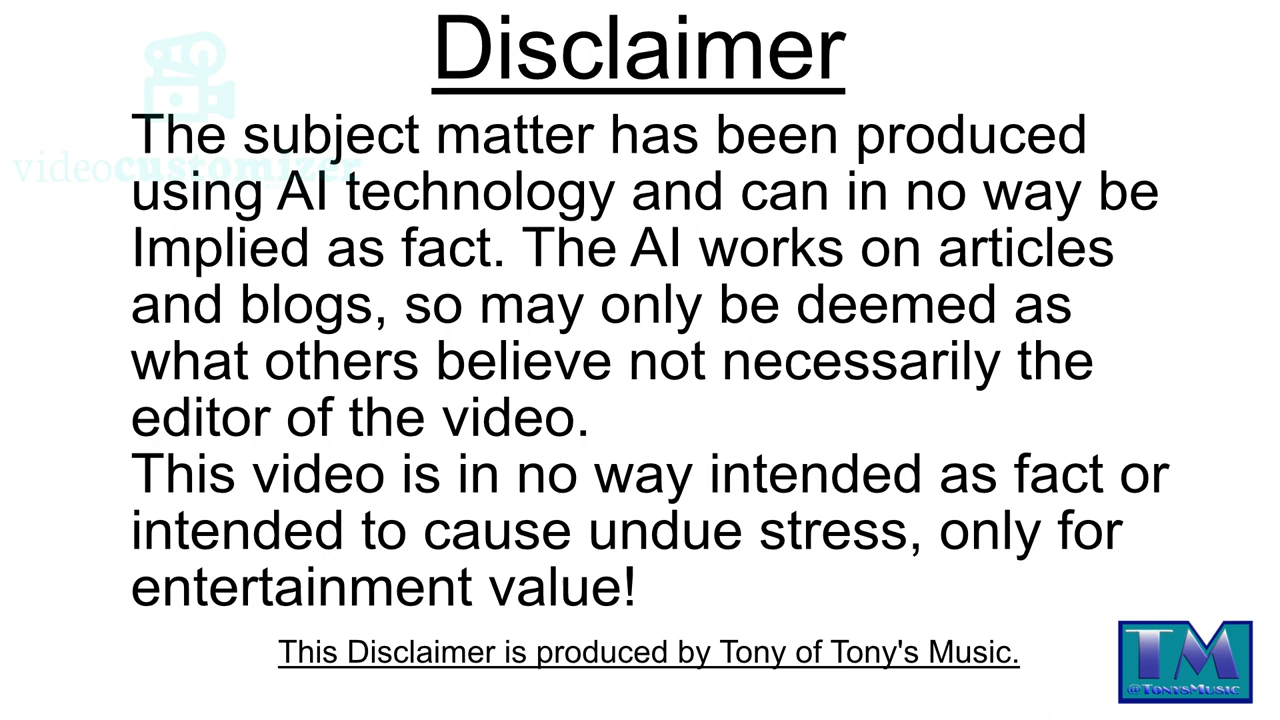 Disclaimer
The subject matter has been produced
videocustomizer
using AI technology and can in no way be
Implied as fact. The AI works on articles
and blogs, so may only be deemed as
what others believe not necessarily the
editor of the video.
This video is in no way intended as fact or
intended to cause undue stress, only for
entertainment value!
This Disclaimer is produced by Tony of Tony's Music.
TM
@TonysMusic